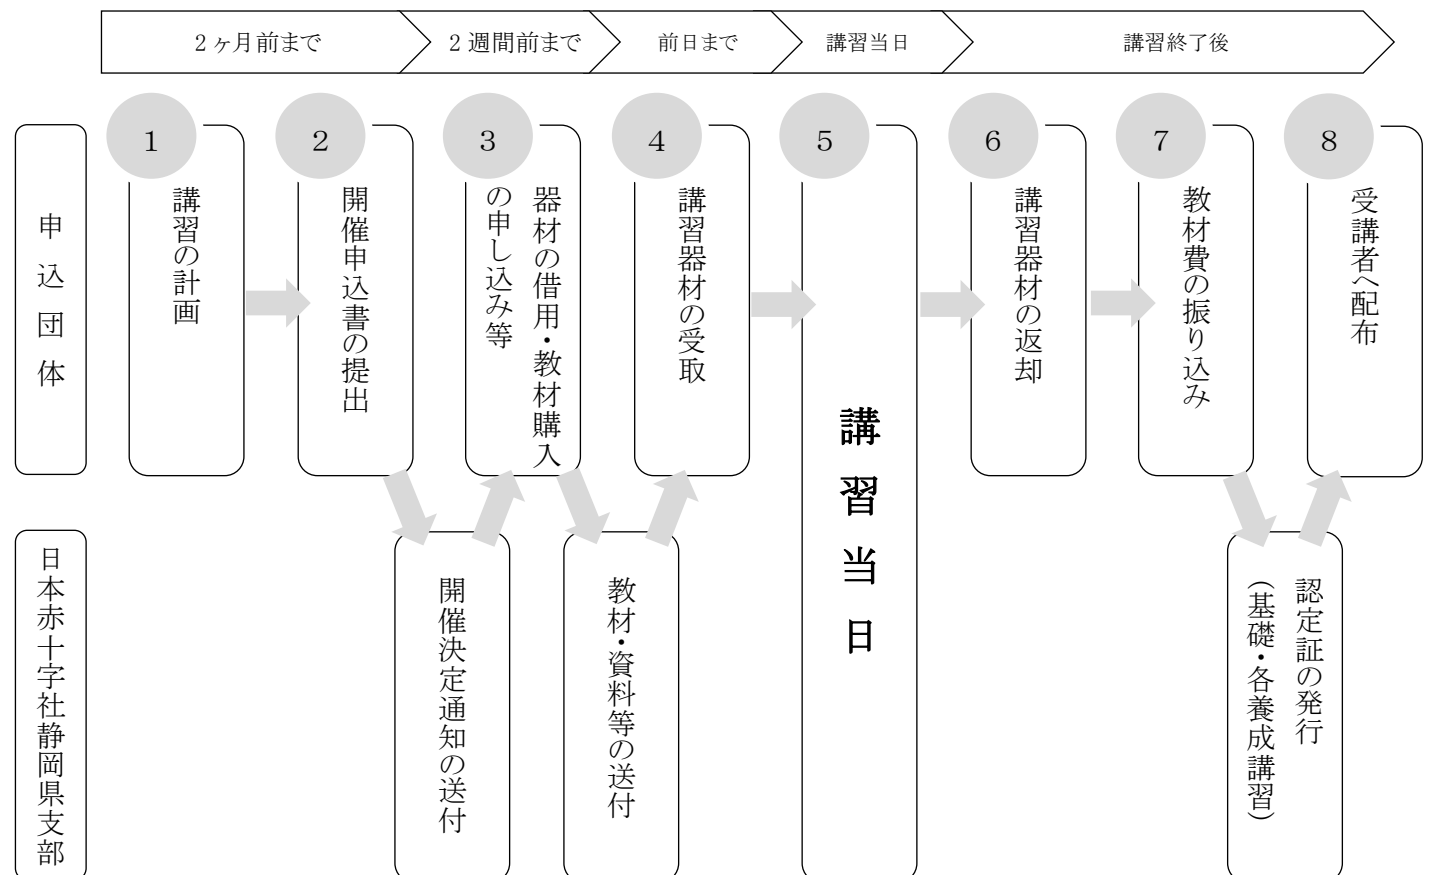 2ヶ月前まで
2週間前まで
前日まで
講習当日
講習終了後
申込団体
1
講習の計画
2
開催申込書の提出
3
器材の借用・教材購入
の申し込み等
4
講習器材の受取
5
講習当日
6
講習器材の返却
7
教材費の振り込み
8
受講者へ配布
日本赤十字社静岡県支部
開催決定通知の送付
教材・資料等の送付
認定証の発行
(基礎・各養成講習)